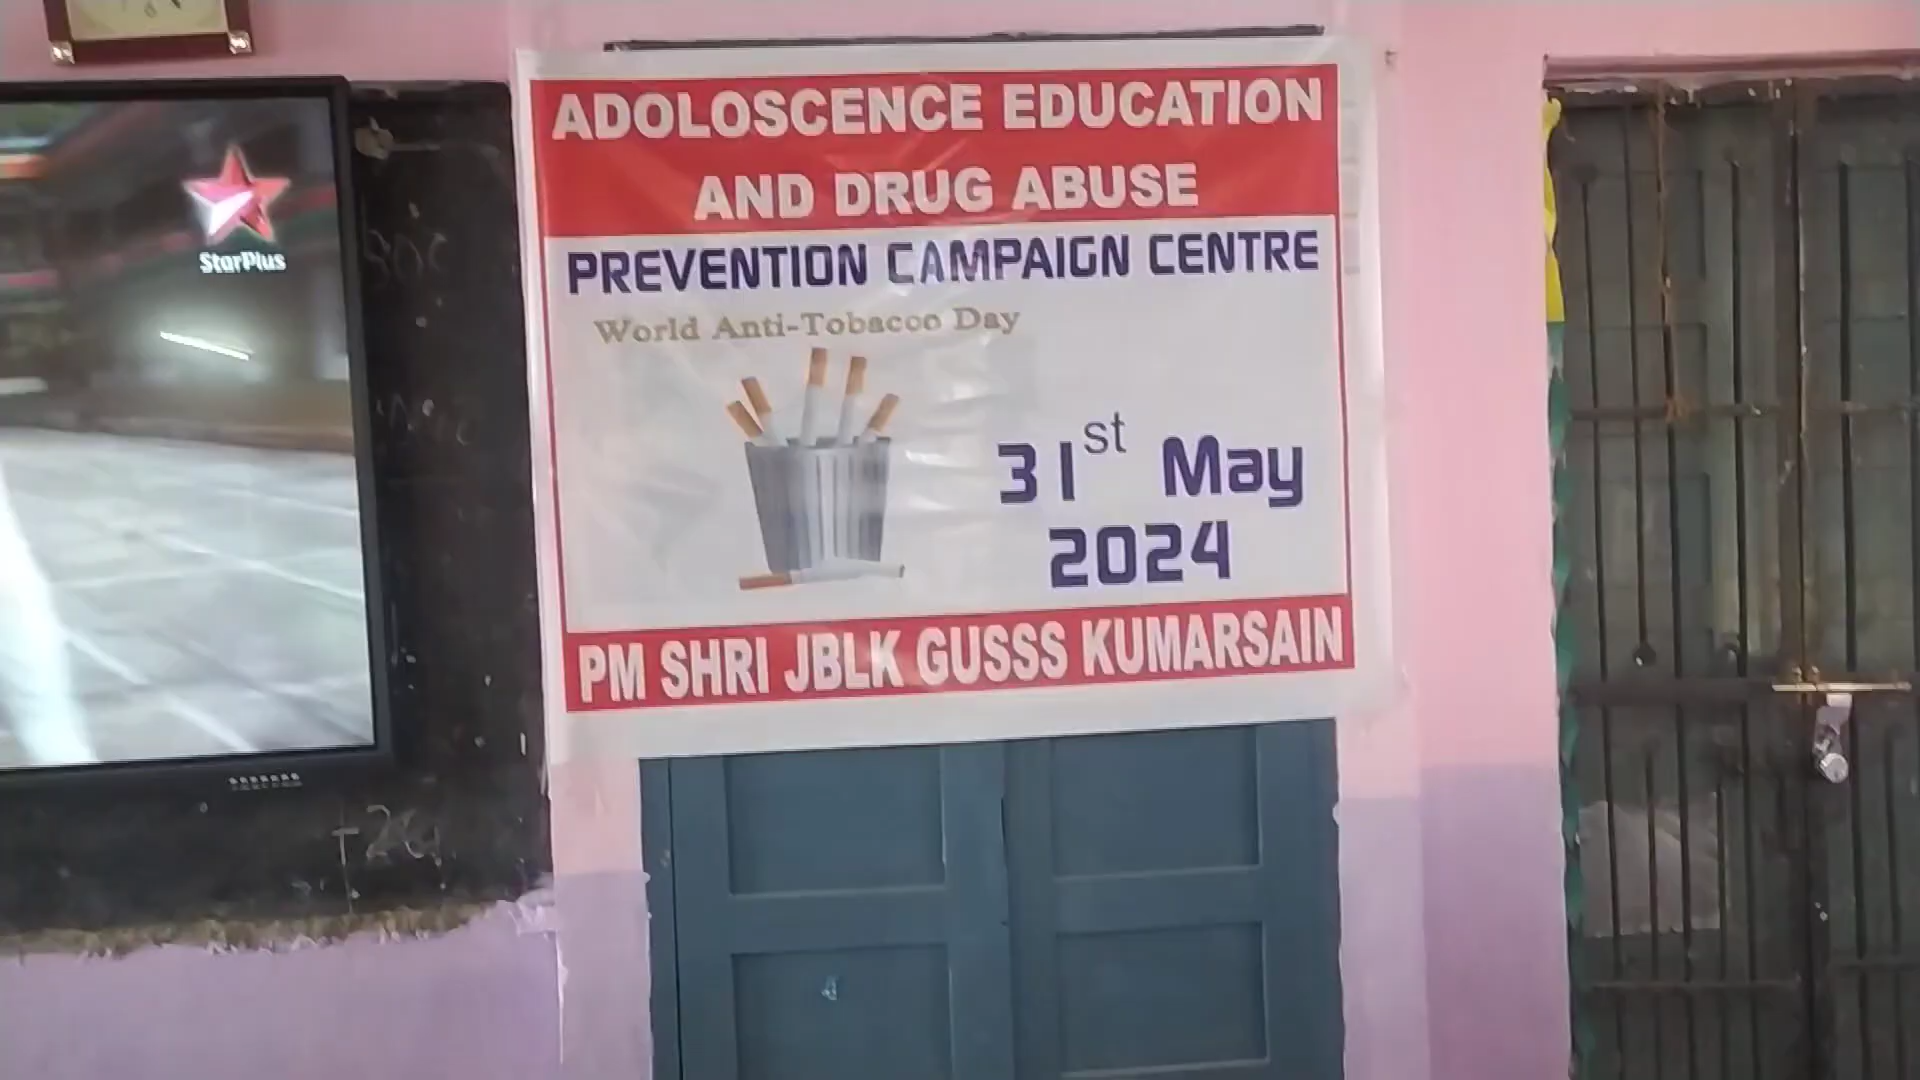 StarPlus
ADOLOSCENCE EDUCATION
AND DRUG ABUSE
PREVENTION CAMPAIGN CENTRE
World Anti-Tobacoo Day
31st May
2024
PM SHRI JBLK GUSSS KUMARSAIN